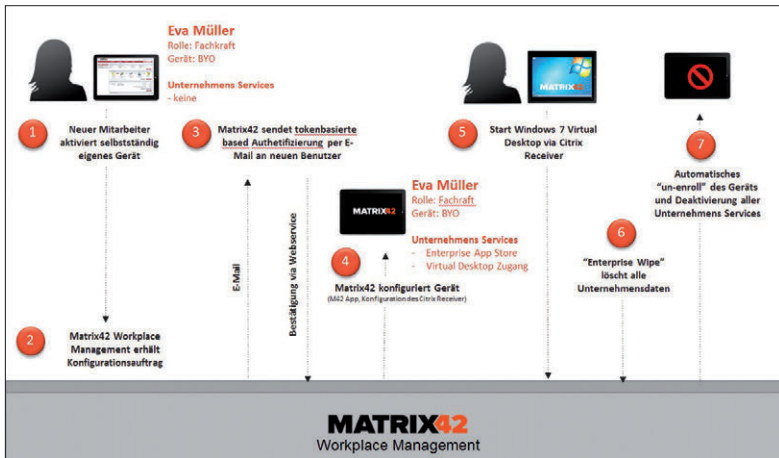 Eva Müller
Rolle: Fachkraft
Gerät: BYO
Unternehmens Services
- keine
1
Neuer Mitarbeiter
aktiviert selbstständig
eigenes Gerät
2
Matrix42 Workplace
Management erhält
Konfigurationsauftrag
3
Matrix42 sendet tokenbasierte
based Authetifizierung per E-
Mail an neuen Benutzer
E-Mail
Bestätigung via Webservice
MATRIX42
Eva Müller
Rolle: Fachraft
Gerät: BYO
Unternehmens Services
- Enterprise App Store
- Virtual Desktop Zugang
4
Matrix42 konfiguriert Gerät
(M42 App, Konfiguration des Citrix Receiver)
MATRIX42
5
Start Windows 7 Virtual
Desktop via Citrix
Receiver
6
"Enterprise Wipe"
löscht alle
Unternehmensdaten
7
Automatisches
"un-enroll" des Geräts
und Deaktivierung aller
Unternehmens Services
MATRIX42
Workplace Management